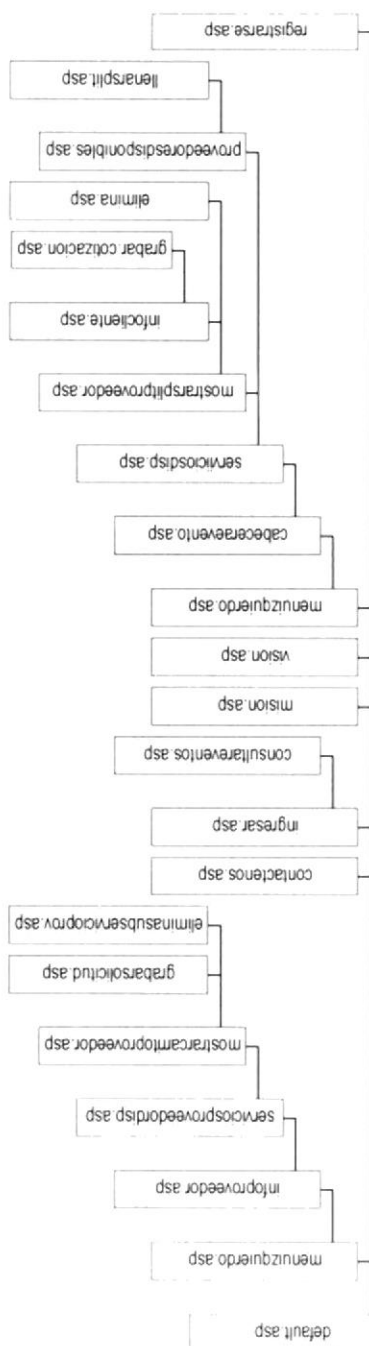 default.asp
menuizquierdo.asp
infoproveedor.asp
serviciosproveedordisp.asp
mostrarcarritoproveedor.asp
grabarsolicitud.asp
eliminasubservicioprov.asp
contactenos.asp
ingresar.asp
consultareventos.asp
mision.asp
vision.asp
menuizquierdo.asp
cabeceraevento.asp
serviciosdisp.asp
mostrarsplitproveedor.asp
infocliente.asp
grabar.cotizacion.asp
elimina.asp
proveedoresdisponibles.asp
llenarsplit.asp
registrarse.asp